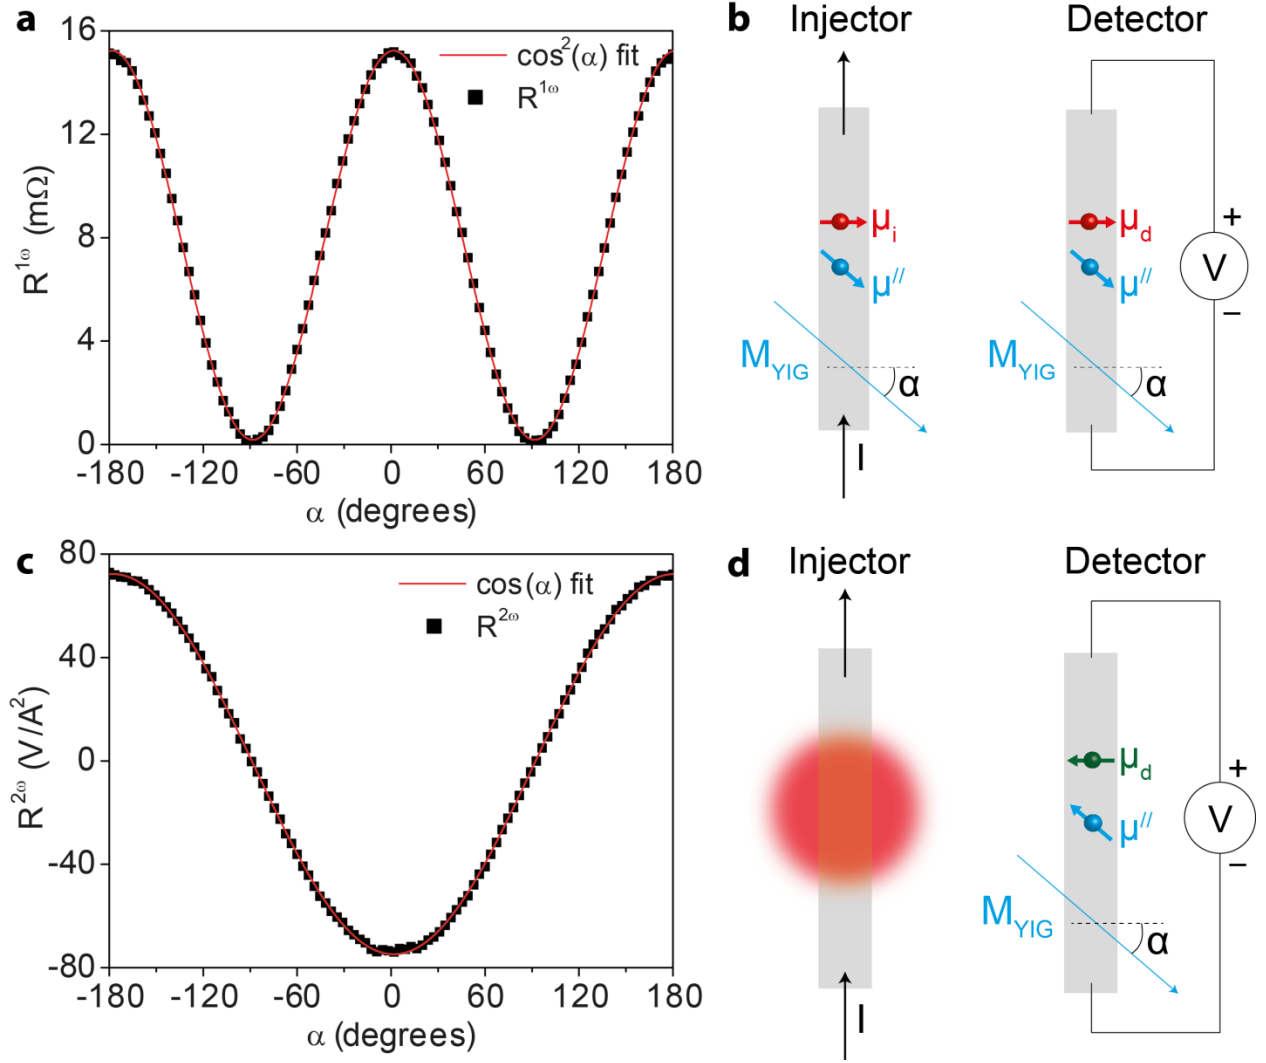 a
16
12
8
4
0
R^1ω (mΩ)
cos²(α) fit
R^1ω
-180 -120 -60 0 60 120 180
α (degrees)
b
Injector
Detector
μi
μ//
MYIG
α
I
μd
μ//
MYIG
α
+
V
−
c
80
40
0
-40
-80
R^2ω (V/A²)
cos(α) fit
R^2ω
-180 -120 -60 0 60 120 180
α (degrees)
d
Injector
Detector
I
μd
μ//
MYIG
α
+
V
−